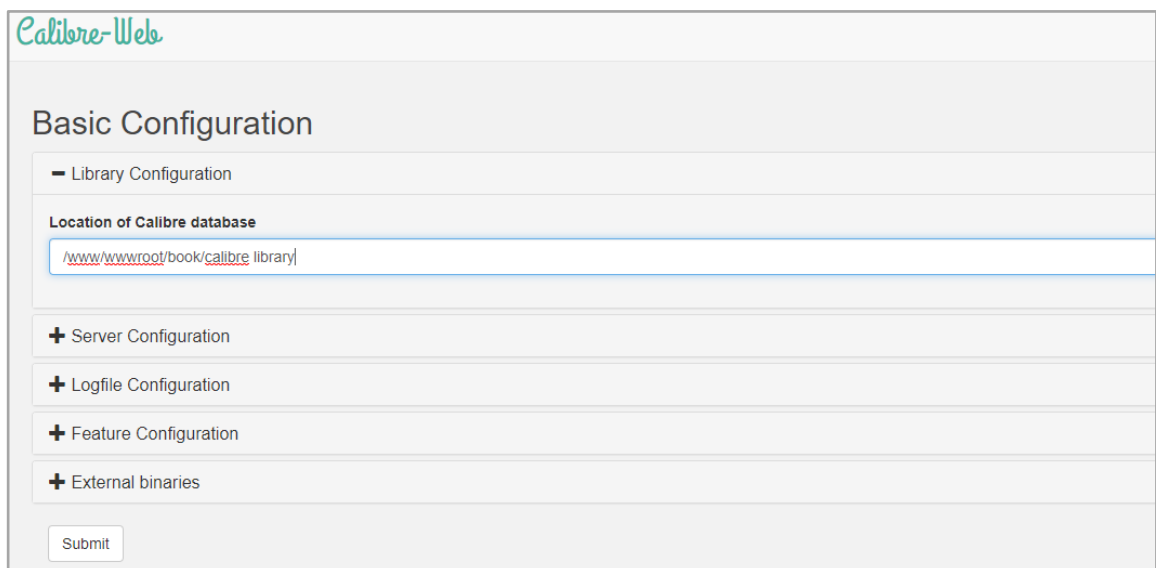 Calibre-Web
Basic Configuration
Library Configuration
Location of Calibre database
/www/wwwroot/book/calibre library
Server Configuration
Logfile Configuration
Feature Configuration
External binaries
Submit